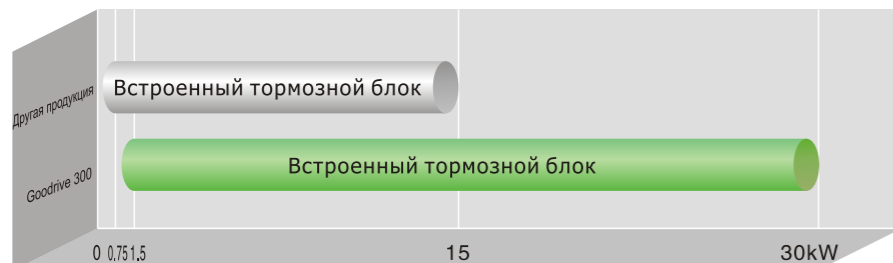 Другая продукция
Встроенный тормозной блок
Goodrive 300
Встроенный тормозной блок
0 0,75 1,5 15 30kW